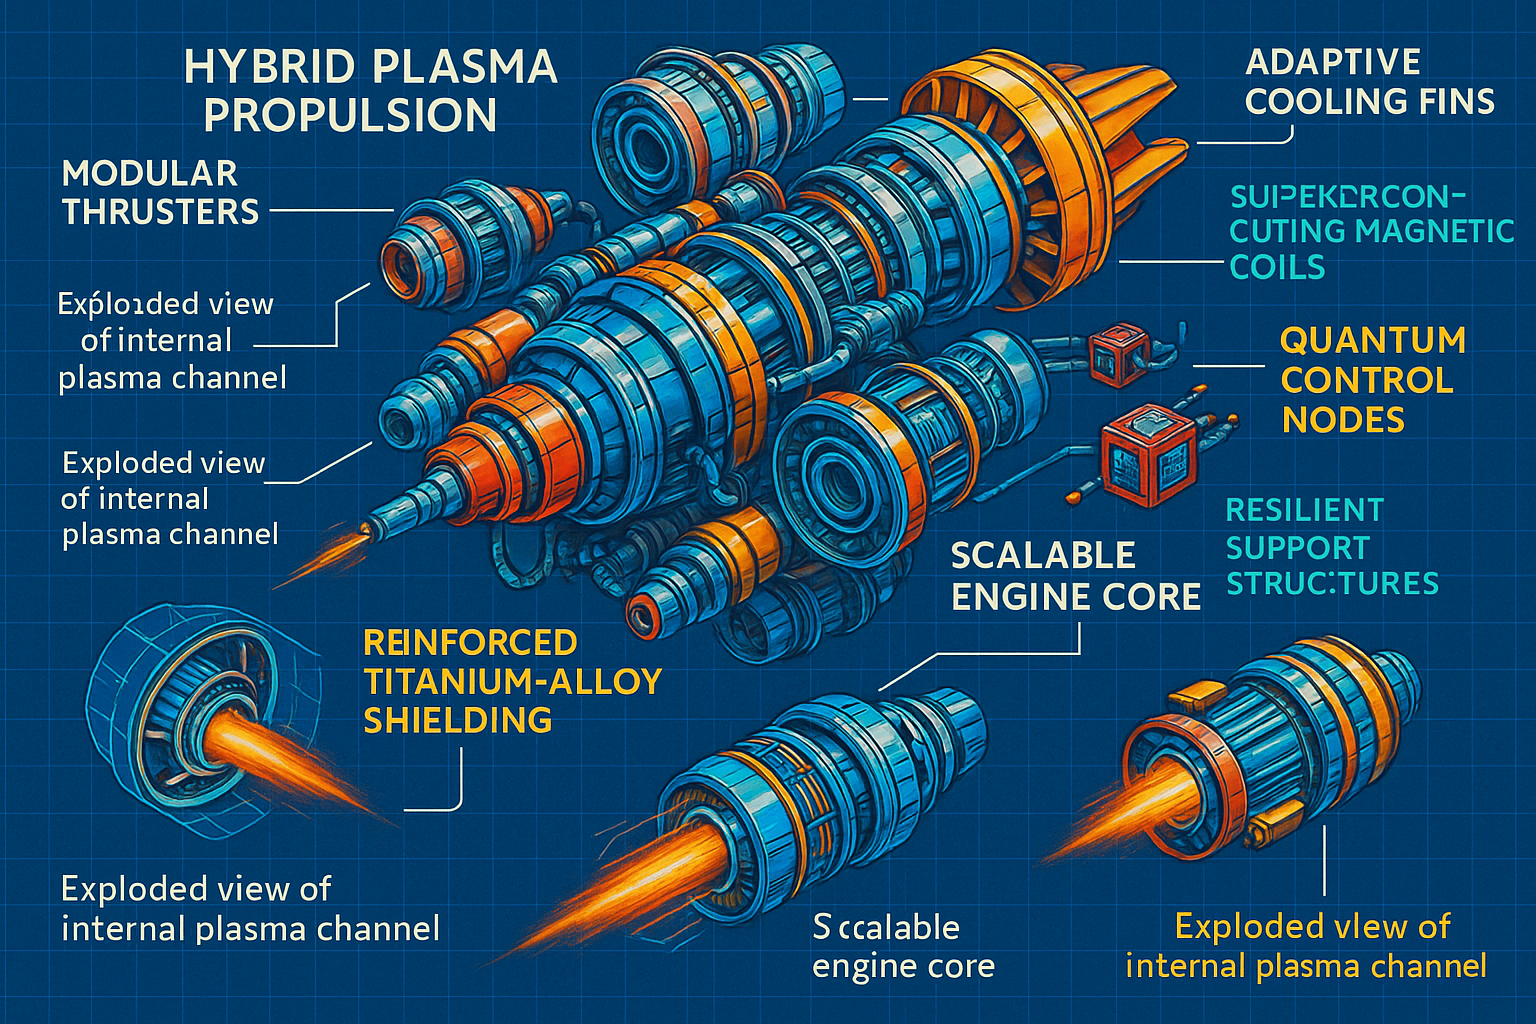 HYBRID PLASMA
PROPULSION
MODULAR
THRUSTERS
Exploıded view
of internal
plasma channel
Exploded view
of internal
plasma channel
ADAPTIVE
COOLING FINS
CUTING MAGNETIC
COILS
QUANTUM
CONTROL
NODES
RESILIENT
SUPPORT
STRUC:TURES
SCALABLE
ENGINE CORE
REINFORCED
TITANIUM-ALLOY
SHIELDING
Exploded view of
internal plasma channel
S ccalable
engine core
Exploded vlew of
internal plasma channel